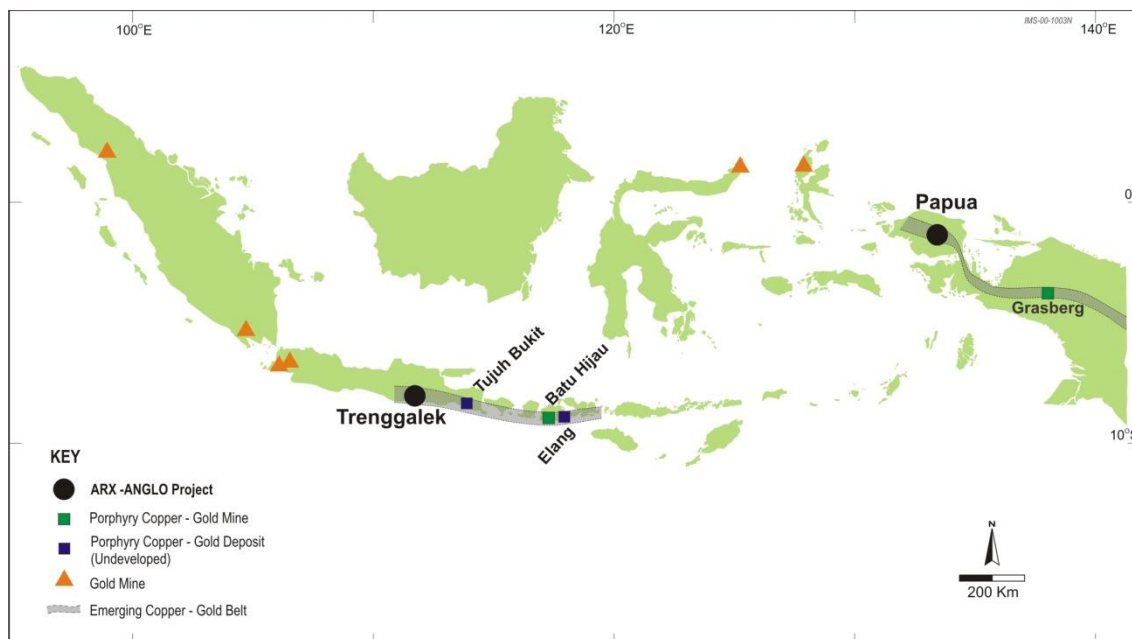 100°E
120°E
IMS-00-1003N
140°E
0
Papua
Grasberg
Tujuh Bukit
Batu Hijau
Trenggalek
Elang
10°S
KEY
ARX -ANGLO Project
Porphyry Copper - Gold Mine
Porphyry Copper - Gold Deposit
(Undeveloped)
Gold Mine
Emerging Copper - Gold Belt
N
200 Km